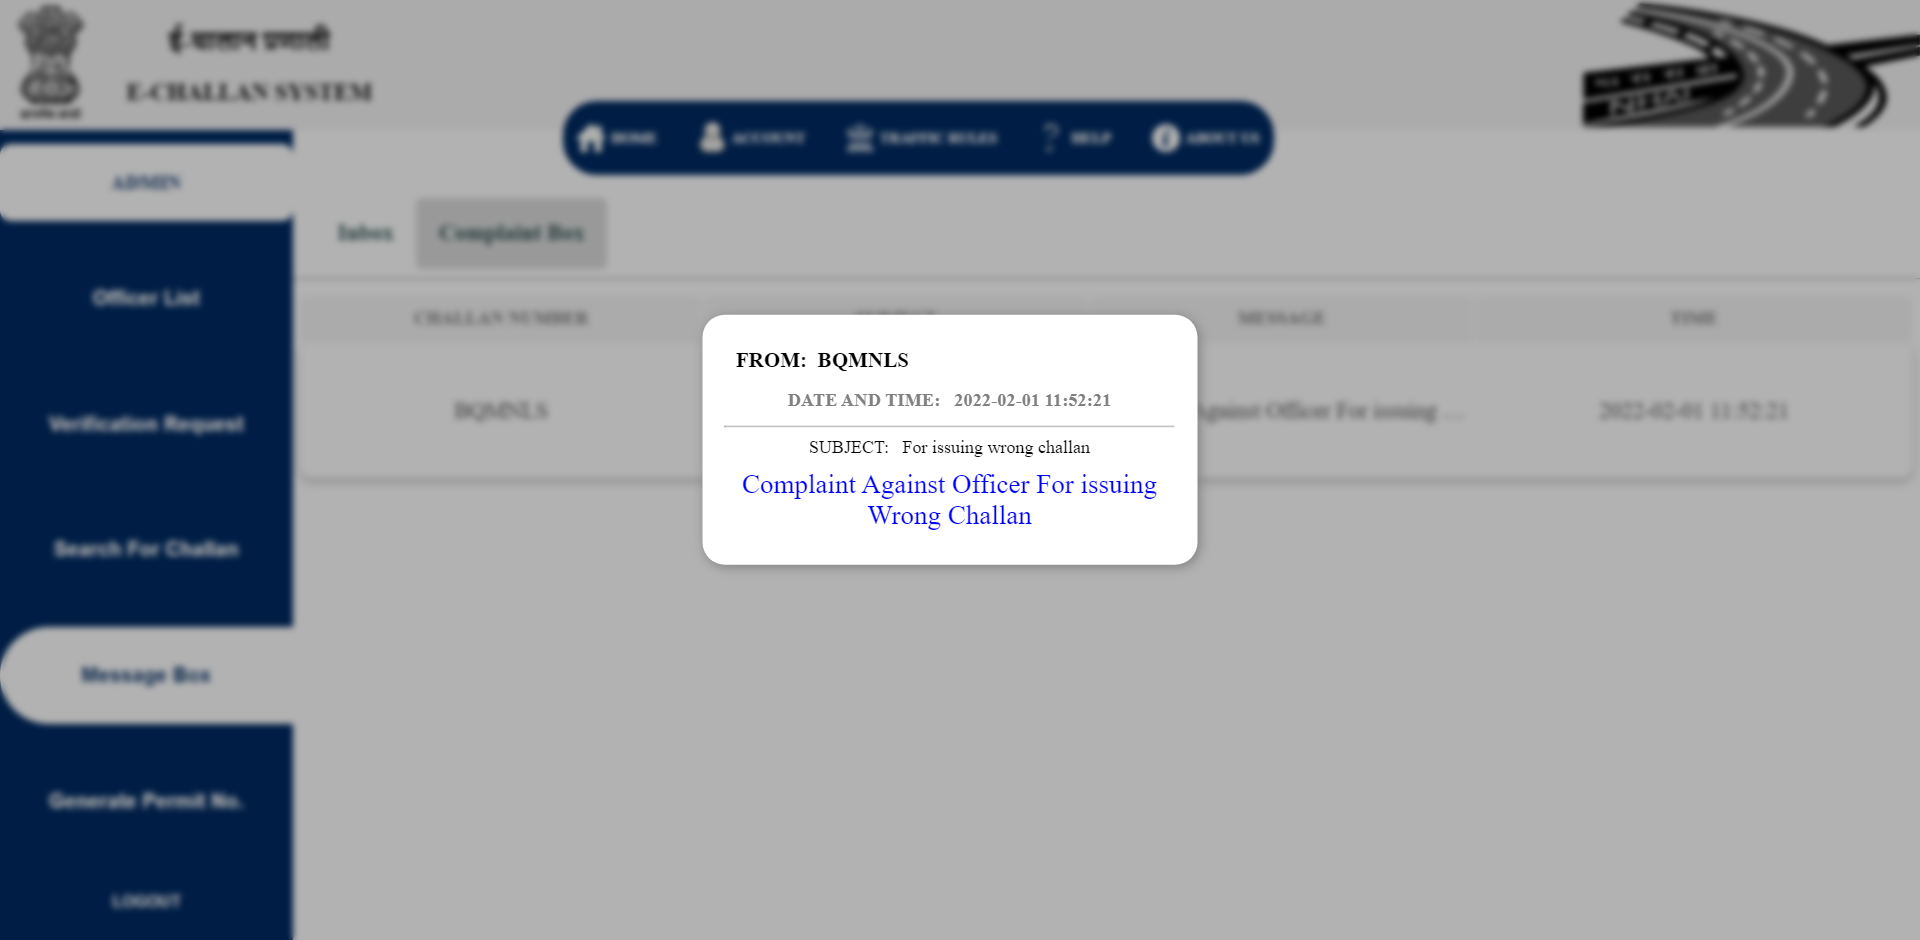 ई-चालान प्रणाली
E-CHALLAN SYSTEM
HOME
ACCOUNT
TRAFFIC RULES
? HELP
ABOUT US
ADMIN
Officer List
Verification Request
Search For Challan
Message Box
Generate Permit No.
LOGOUT
Inbox
Complaint Box
CHALLAN NUMBER
MESSAGE
TIME
BQMNLS
Against Officer For issuing ...
2022-02-01 11:52:21
FROM: BQMNLS
DATE AND TIME: 2022-02-01 11:52:21
SUBJECT: For issuing wrong challan
Complaint Against Officer For issuing
Wrong Challan